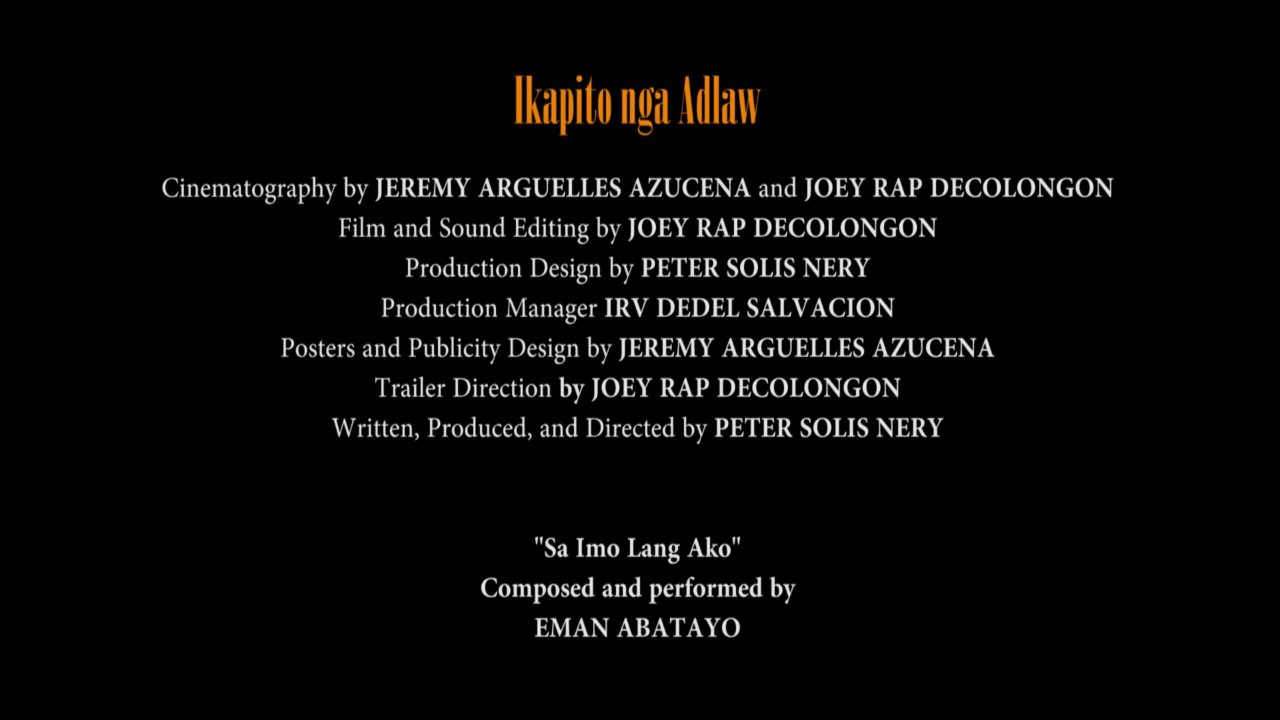 Ikapito nga Adlaw
Cinematography by JEREMY ARGUELLES AZUCENA and JOEY RAP DECOLONGON
Film and Sound Editing by JOEY RAP DECOLONGON
Production Design by PETER SOLIS NERY
Production Manager IRV DEDEL SALVACION
Posters and Publicity Design by JEREMY ARGUELLES AZUCENA
Trailer Direction by JOEY RAP DECOLONGON
Written, Produced, and Directed by PETER SOLIS NERY
"Sa Imo Lang Ako"
Composed and performed by
EMAN ABATAYO